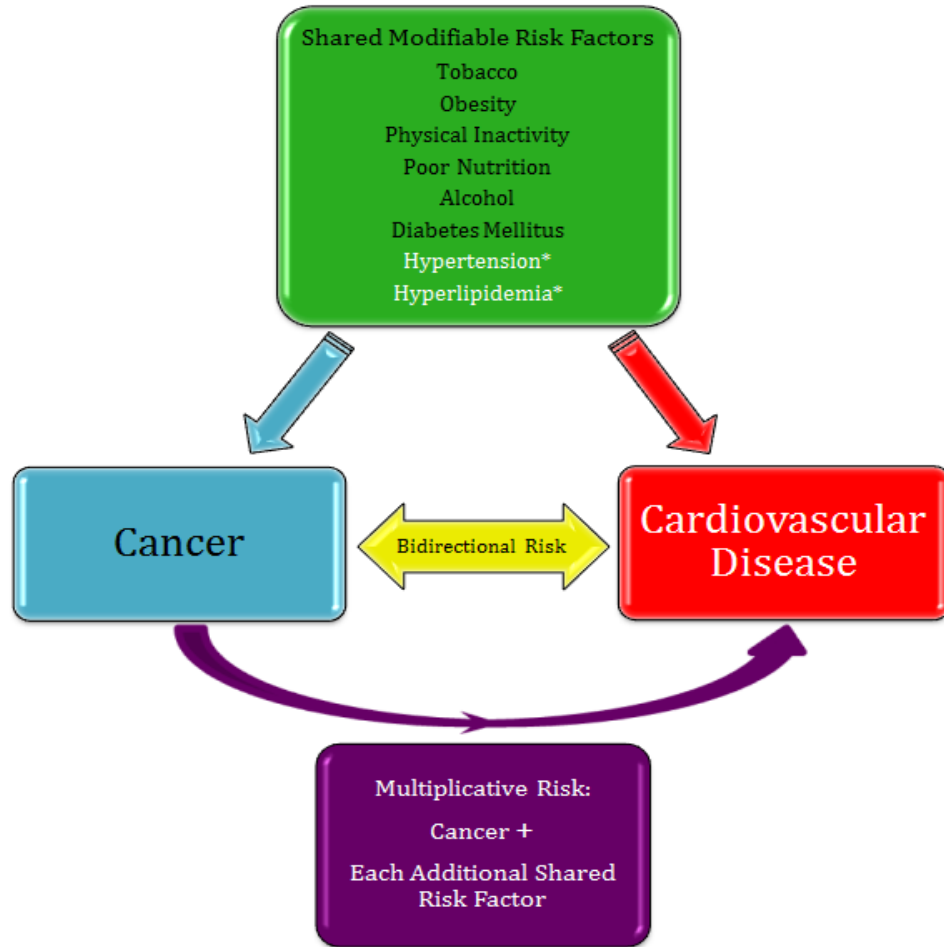 Shared Modifiable Risk Factors
Tobacco
Obesity
Physical Inactivity
Poor Nutrition
Alcohol
Diabetes Mellitus
Hypertension*
Hyperlipidemia*
Cancer
Bidirectional Risk
Cardiovascular
Disease
Multiplicative Risk:
Cancer +
Each Additional Shared
Risk Factor